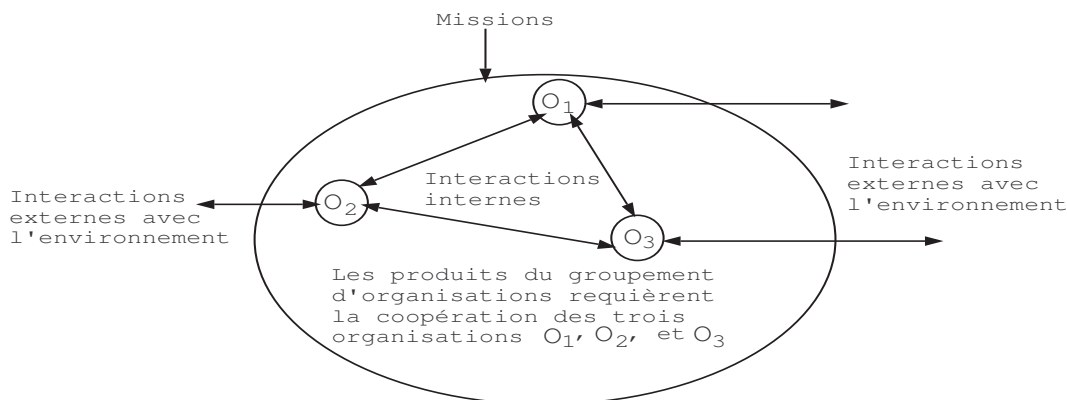 Missions
O1
Interactions
externes avec
l'environnement
Interactions
internes
O2
Interactions
externes avec
l'environnement
O3
Les produits du groupement
d'organisations requièrent
la coopération des trois
organisations O1, O2, et O3